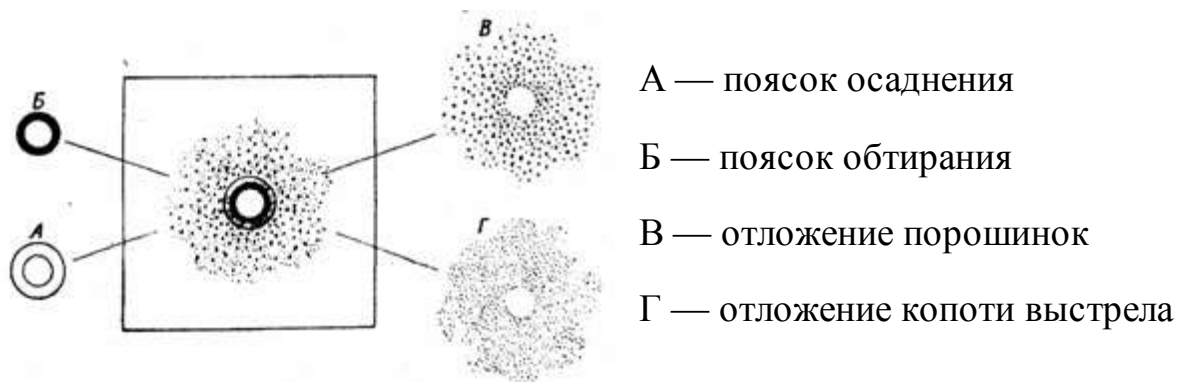 Б
А
В
Г
А — поясок осаднения
Б — поясок обтирания
В — отложение порошинок
Г — отложение копоти выстрела